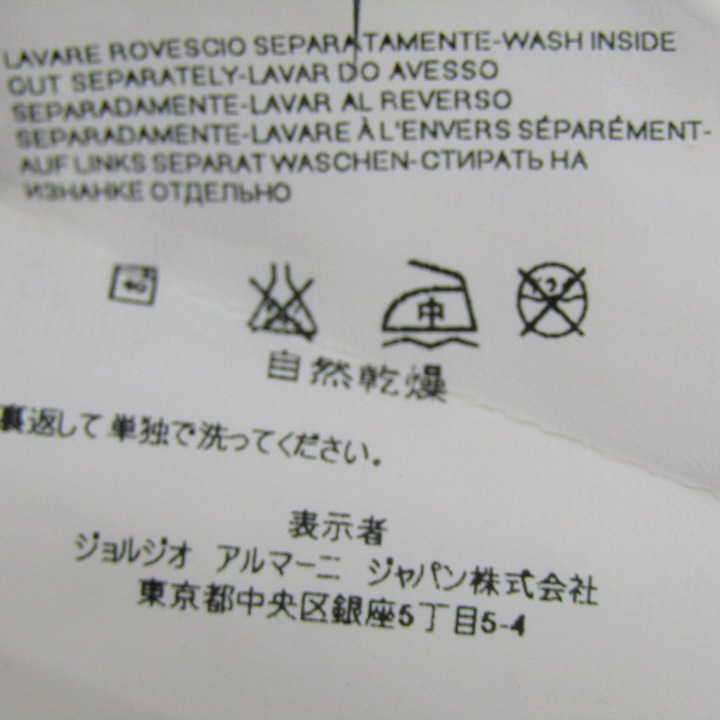 LAVARE ROVESCIO SEPARATAMENTE-WASH INSIDE
OUT SEPARATELY-LAVAR DO AVESSO
SEPARADAMENTE-LAVAR AL REVERSO
SEPARADAMENTE-LAVARE À L'ENVERS SÉPARÉMENT-
AUF LINKS SEPARAT WASCHEN-СТИРАТЬ НА
ИЗНАНКЕ ОТДЕЛЬНО
中
自然乾燥
裏返して単独で洗ってください。
表示者
ジョルジオ アルマーニ ジャパン株式会社
東京都中央区銀座5丁目5-4